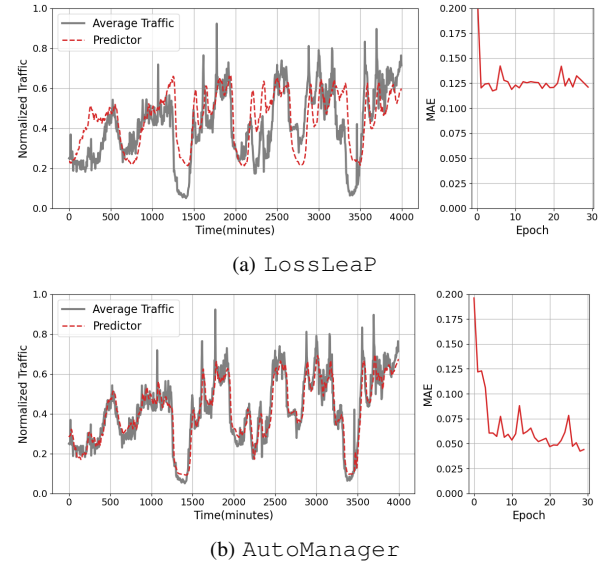 Normalized Traffic
1.0
0.8
0.6
0.4
0.2
0.0
Average Traffic
Predictor
0 500 1000 1500 2000 2500 3000 3500 4000
Time(minutes)
MAE
0.200
0.175
0.150
0.125
0.100
0.075
0.050
0.025
0.000
0 10 20 30
Epoch
(a) LossLeaP
Normalized Traffic
1.0
0.8
0.6
0.4
0.2
0.0
Average Traffic
Predictor
0 500 1000 1500 2000 2500 3000 3500 4000
Time(minutes)
MAE
0.200
0.175
0.150
0.125
0.100
0.075
0.050
0.025
0.000
0 10 20 30
Epoch
(b) AutoManager